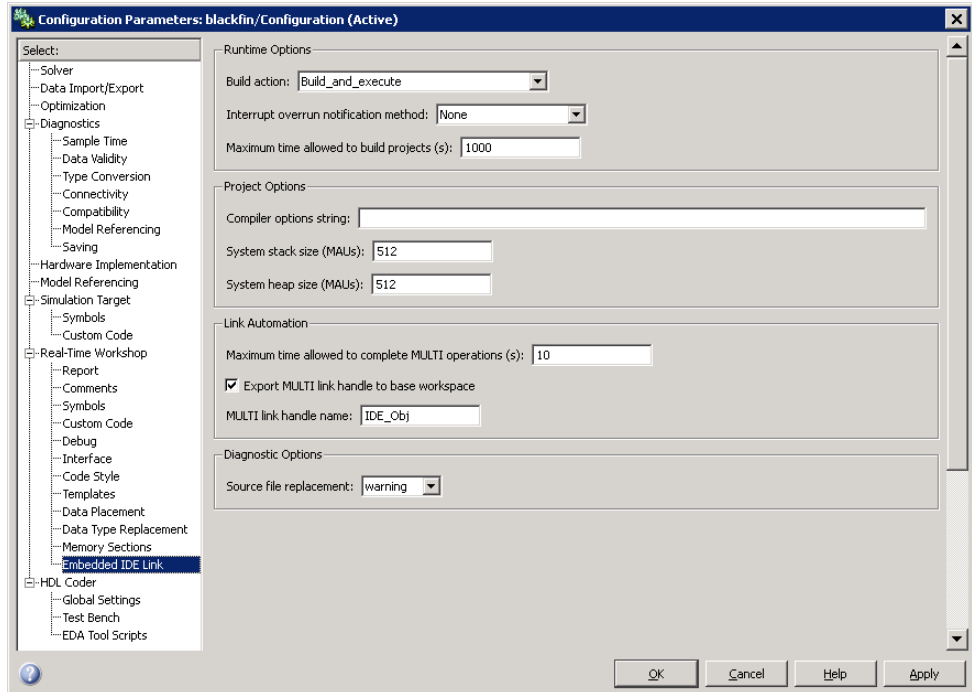 Configuration Parameters: blackfin/Configuration (Active)
Select:
Solver
Data Import/Export
Optimization
Diagnostics
Sample Time
Data Validity
Type Conversion
Connectivity
Compatibility
Model Referencing
Saving
Hardware Implementation
Model Referencing
Simulation Target
Symbols
Custom Code
Real-Time Workshop
Report
Comments
Symbols
Custom Code
Debug
Interface
Code Style
Templates
Data Placement
Data Type Replacement
Memory Sections
Embedded IDE Link
HDL Coder
Global Settings
Test Bench
EDA Tool Scripts
Runtime Options
Build action: Build_and_execute
Interrupt overrun notification method: None
Maximum time allowed to build projects (s): 1000
Project Options
Compiler options string:
System stack size (MAUs): 512
System heap size (MAUs): 512
Link Automation
Maximum time allowed to complete MULTI operations (s): 10
Export MULTI link handle to base workspace
MULTI link handle name: IDE_Obj
Diagnostic Options
Source file replacement: warning
OK Cancel Help Apply